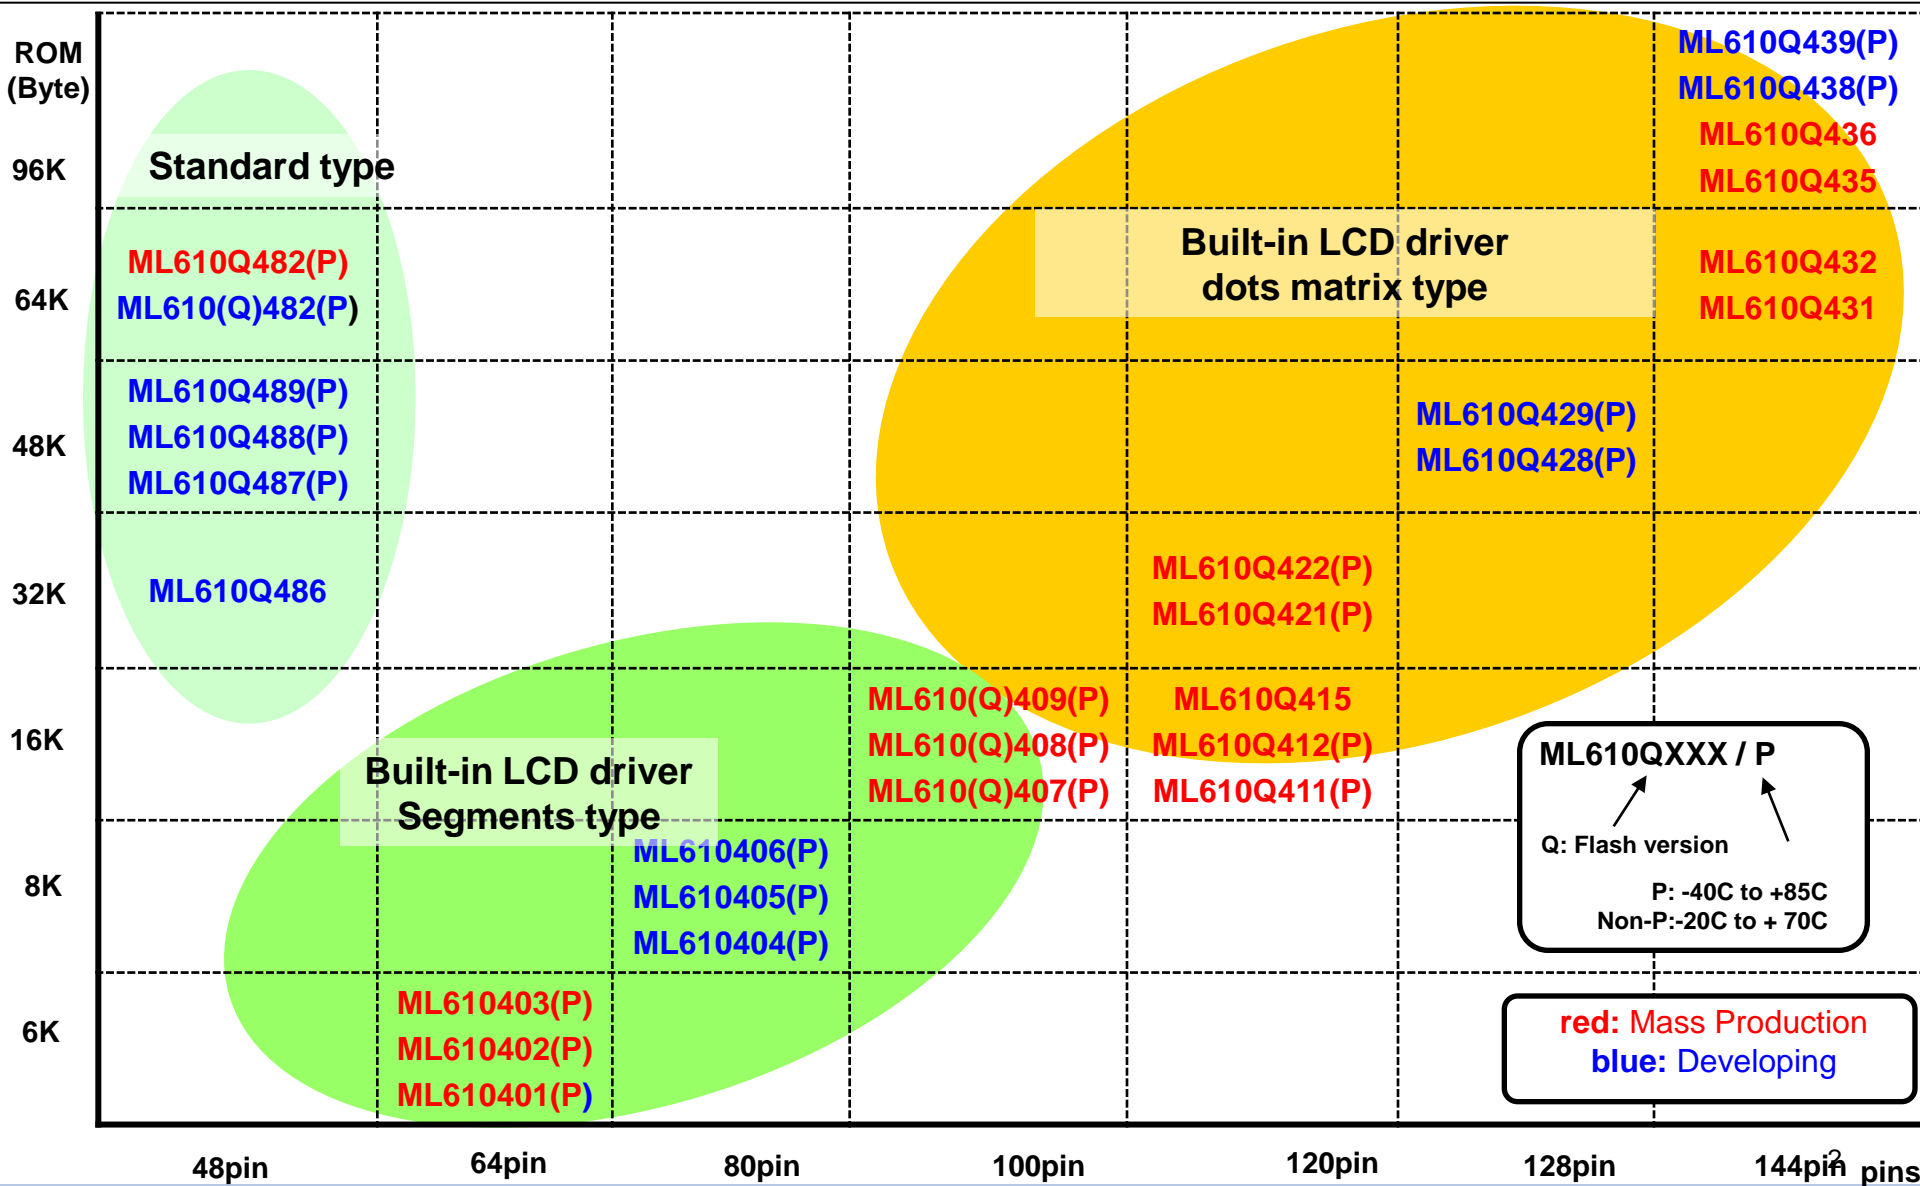 ROM
(Byte)
96K
64K
48K
32K
16K
8K
6K
Standard type
ML610Q482(P)
ML610(Q)482(P)
ML610Q489(P)
ML610Q488(P)
ML610Q487(P)
ML610Q486
Built-in LCD driver
Segments type
ML610403(P)
ML610402(P)
ML610401(P)
ML610406(P)
ML610405(P)
ML610404(P)
ML610(Q)409(P)
ML610(Q)408(P)
ML610(Q)407(P)
Built-in LCD driver
dots matrix type
ML610Q422(P)
ML610Q421(P)
ML610Q415
ML610Q412(P)
ML610Q411(P)
ML610Q429(P)
ML610Q428(P)
ML610Q439(P)
ML610Q438(P)
ML610Q436
ML610Q435
ML610Q432
ML610Q431
ML610QXXX / P
Q: Flash version
P: -40C to +85C
Non-P:-20C to + 70C
red: Mass Production
blue: Developing
48pin
64pin
80pin
100pin
120pin
128pin
144pin
2
pins